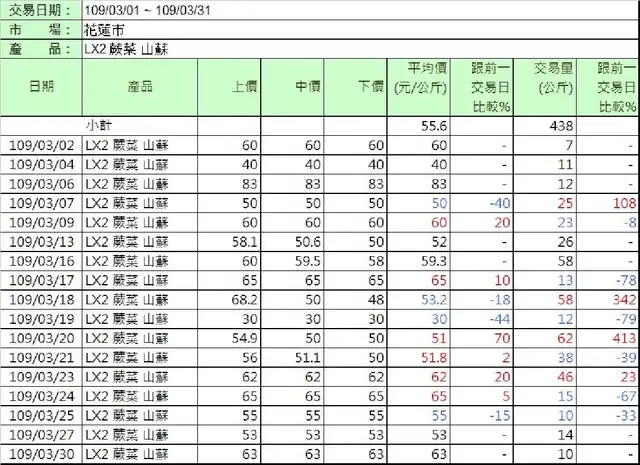 交易日期： 109/03/01 ~ 109/03/31
市　　場： 花蓮市
產　　品： LX2 蕨菜 山蘇
日期 產品 上價 中價 下價 平均價(元/公斤) 跟前一交易日比較% 交易量(公斤) 跟前一交易日比較%
小計 55.6 438
109/03/02 LX2 蕨菜 山蘇 60 60 60 60 - 7 -
109/03/04 LX2 蕨菜 山蘇 40 40 40 40 - 11 -
109/03/06 LX2 蕨菜 山蘇 83 83 83 83 - 12 -
109/03/07 LX2 蕨菜 山蘇 50 50 50 50 -40 25 108
109/03/09 LX2 蕨菜 山蘇 60 60 60 60 20 23 -8
109/03/13 LX2 蕨菜 山蘇 58.1 50.6 50 52 - 26 -
109/03/16 LX2 蕨菜 山蘇 60 59.5 58 59.3 - 58 -
109/03/17 LX2 蕨菜 山蘇 65 65 65 65 10 13 -78
109/03/18 LX2 蕨菜 山蘇 68.2 50 48 53.2 -18 58 342
109/03/19 LX2 蕨菜 山蘇 30 30 30 30 -44 12 -79
109/03/20 LX2 蕨菜 山蘇 54.9 50 50 51 70 62 413
109/03/21 LX2 蕨菜 山蘇 56 51.1 50 51.8 2 38 -39
109/03/23 LX2 蕨菜 山蘇 62 62 62 62 20 46 23
109/03/24 LX2 蕨菜 山蘇 65 65 65 65 5 15 -67
109/03/25 LX2 蕨菜 山蘇 55 55 55 55 -15 10 -33
109/03/27 LX2 蕨菜 山蘇 53 53 53 53 - 14 -
109/03/30 LX2 蕨菜 山蘇 63 63 63 63 - 10 -